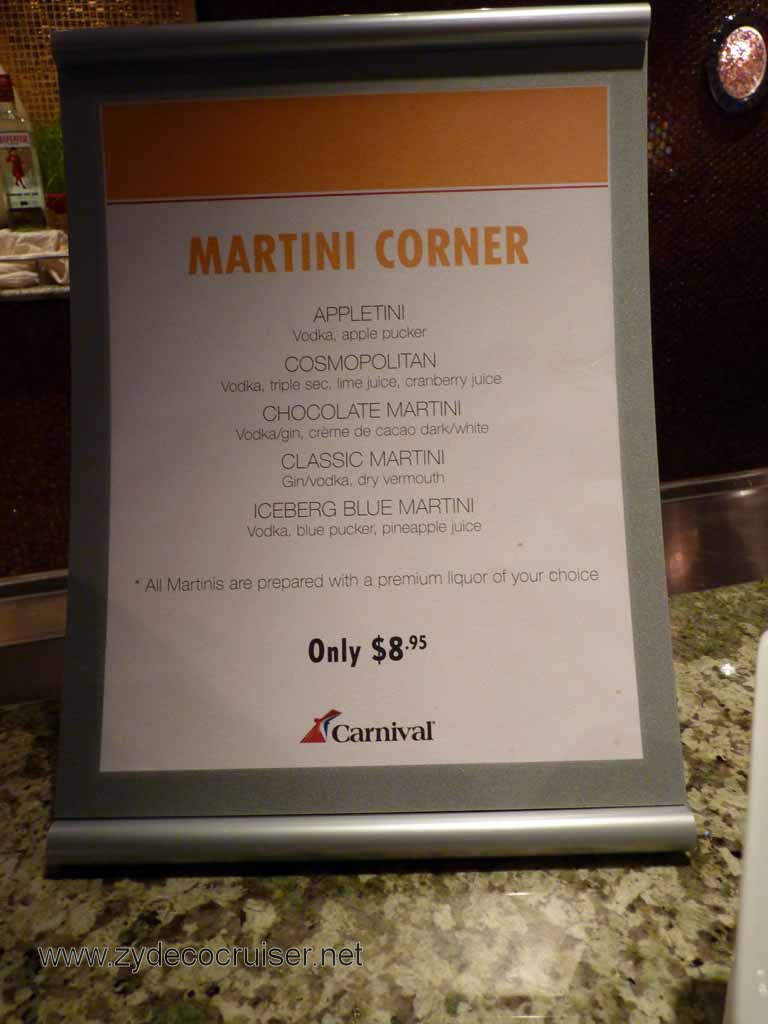 MARTINI CORNER
APPLETINI
Vodka, apple pucker
COSMOPOLITAN
Vodka, triple sec, lime juice, cranberry juice
CHOCOLATE MARTINI
Vodka/gin, crème de cacao dark/white
CLASSIC MARTINI
Gin/vodka, dry vermouth
ICEBERG BLUE MARTINI
Vodka, blue pucker, pineapple juice
* All Martinis are prepared with a premium liquor of your choice
Only $8.95
Carnival
www.zydecocruiser.net